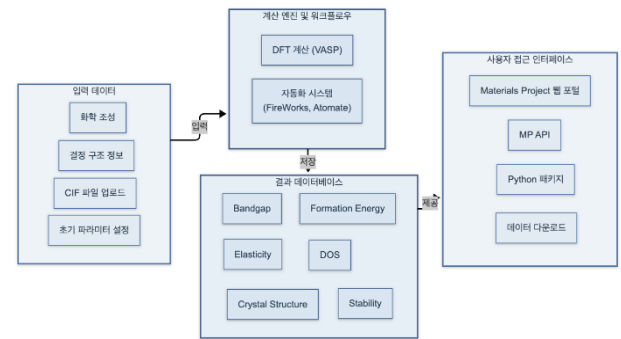 입력 데이터
화학 조성
결정 구조 정보
CIF 파일 업로드
초기 파라미터 설정
입력
계산 엔진 및 워크플로우
DFT 계산 (VASP)
자동화 시스템
(FireWorks, Atomate)
저장
결과 데이터베이스
Bandgap
Formation Energy
Elasticity
DOS
Crystal Structure
Stability
제공
사용자 접근 인터페이스
Materials Project 웹 포털
MP API
Python 패키지
데이터 다운로드